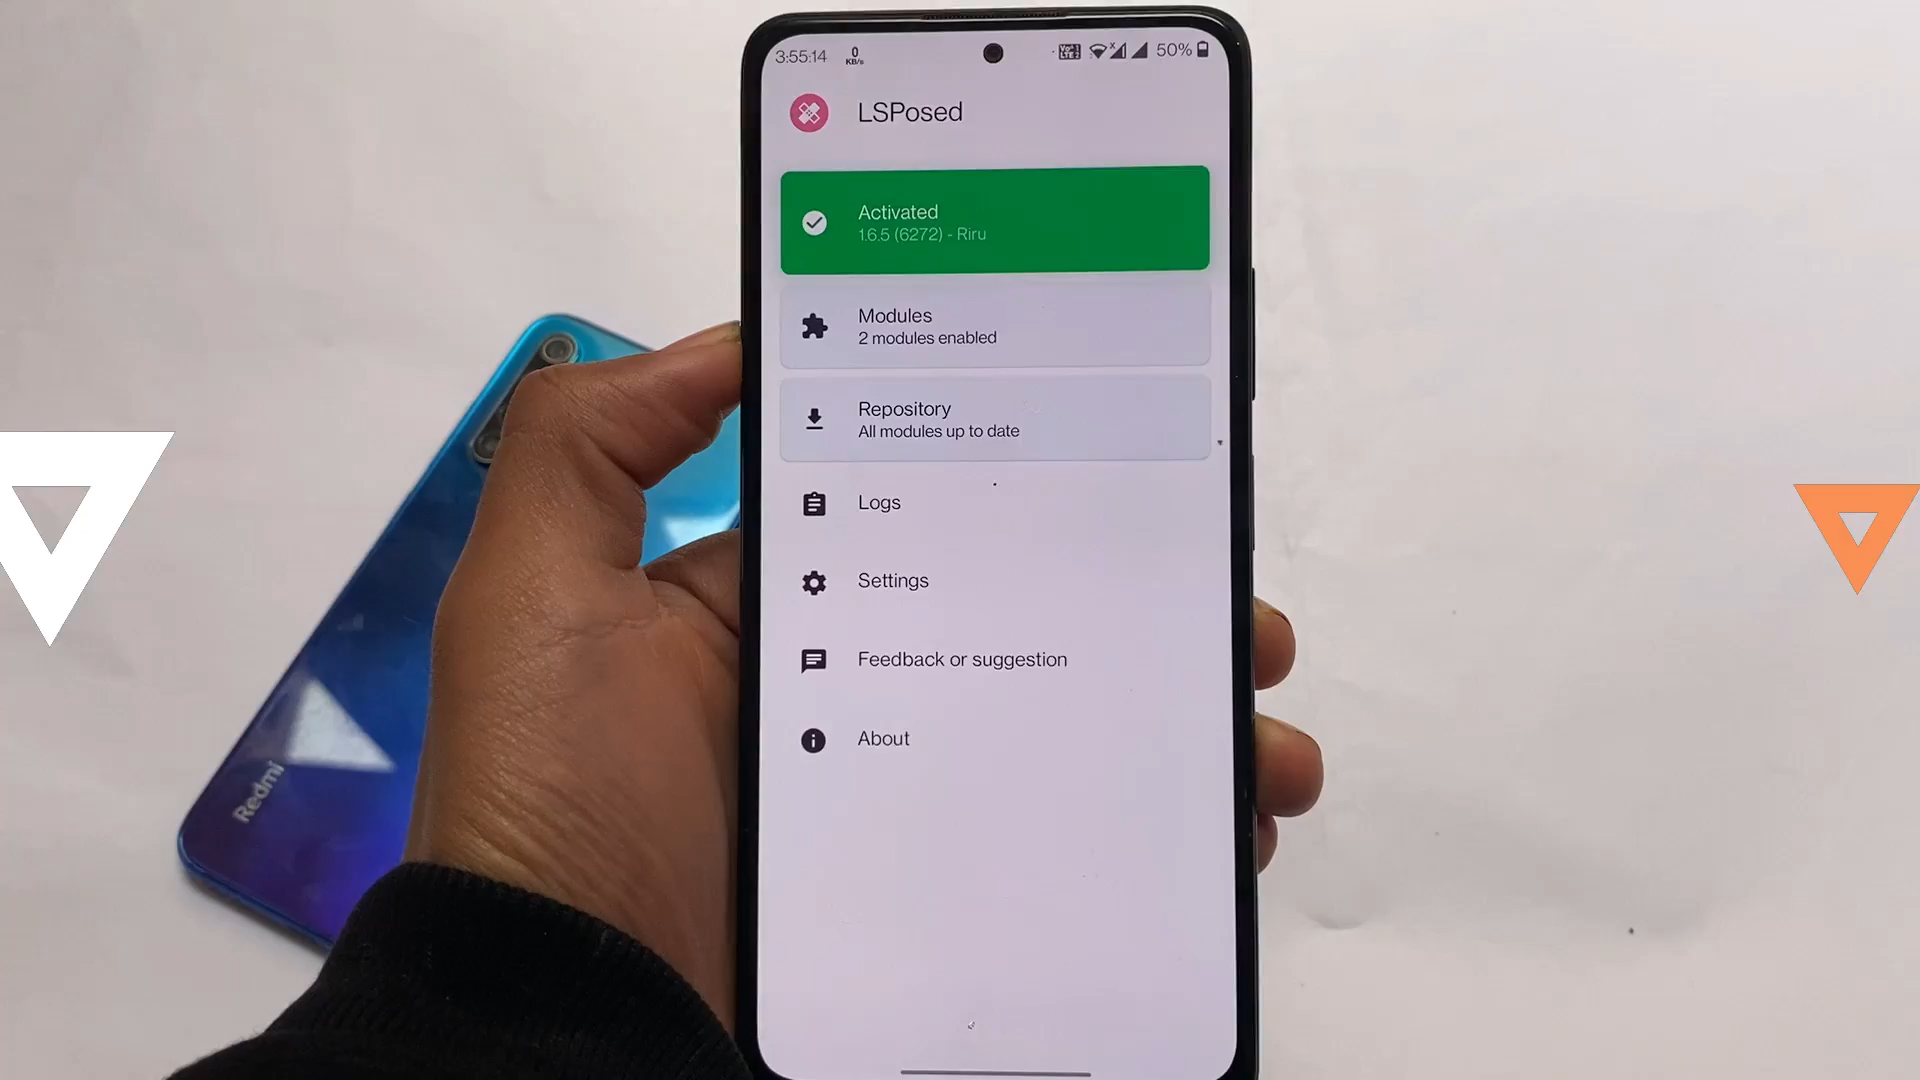 3:55:14
0
KB/s
50%
LSPosed
Activated
1.6.5 (6272) - Riru
Modules
2 modules enabled
Repository
All modules up to date
Logs
Settings
Feedback or suggestion
About
Redmi